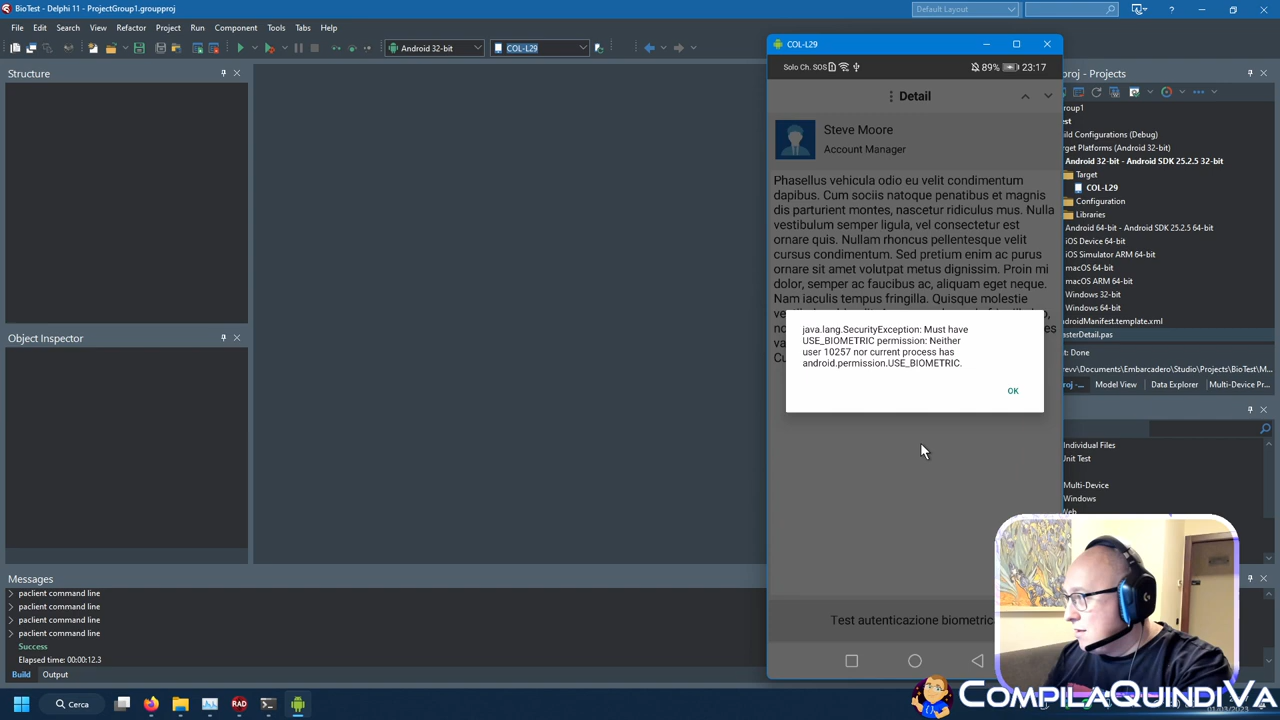 BioTest - Delphi 11 - ProjectGroup1.groupproj
Default Layout
File Edit Search View Refactor Project Run Component Tools Tabs Help
Android 32-bit
COL-L29
Structure
Object Inspector
COL-L29
Solo Ch. SOS
89%
23:17
Detail
Steve Moore
Account Manager
Phasellus vehicula odio eu velit condimentum
dapibus. Cum sociis natoque penatibus et magnis
dis parturient montes, nascetur ridiculus mus. Nulla
vestibulum semper ligula, vel consectetur est
ornare quis. Nullam rhoncus pellentesque velit
cursus condimentum. Sed pretium enim ac purus
ornare sit amet volutpat metus dignissim. Proin mi
dolor, semper ac faucibus ac, aliquam eget neque.
Nam iaculis tempus fringilla. Quisque molestie
java.lang.SecurityException: Must have
USE_BIOMETRIC permission: Neither
user 10257 nor current process has
android.permission.USE_BIOMETRIC.
OK
Test autenticazione biometric
roj - Projects
roup1
est
ild Configurations (Debug)
rget Platforms (Android 32-bit)
Android 32-bit - Android SDK 25.2.5 32-bit
Target
COL-L29
Configuration
Libraries
Android 64-bit - Android SDK 25.2.5 64-bit
iOS Device 64-bit
iOS Simulator ARM 64-bit
macOS 64-bit
macOS ARM 64-bit
Windows 32-bit
Windows 64-bit
ndroidManifest.template.xml
asterDetail.pas
t: Done
revv\Documents\Embarcadero\Studio\Projects\BioTest\M...
roj -...
Model View
Data Explorer
Multi-Device Pr...
Individual Files
Unit Test
Multi-Device
Windows
Web
Messages
paclient command line
paclient command line
paclient command line
paclient command line
Success
Elapsed time: 00:00:12.3
Build Output
Cerca
RAD
CompilaQuindiVa